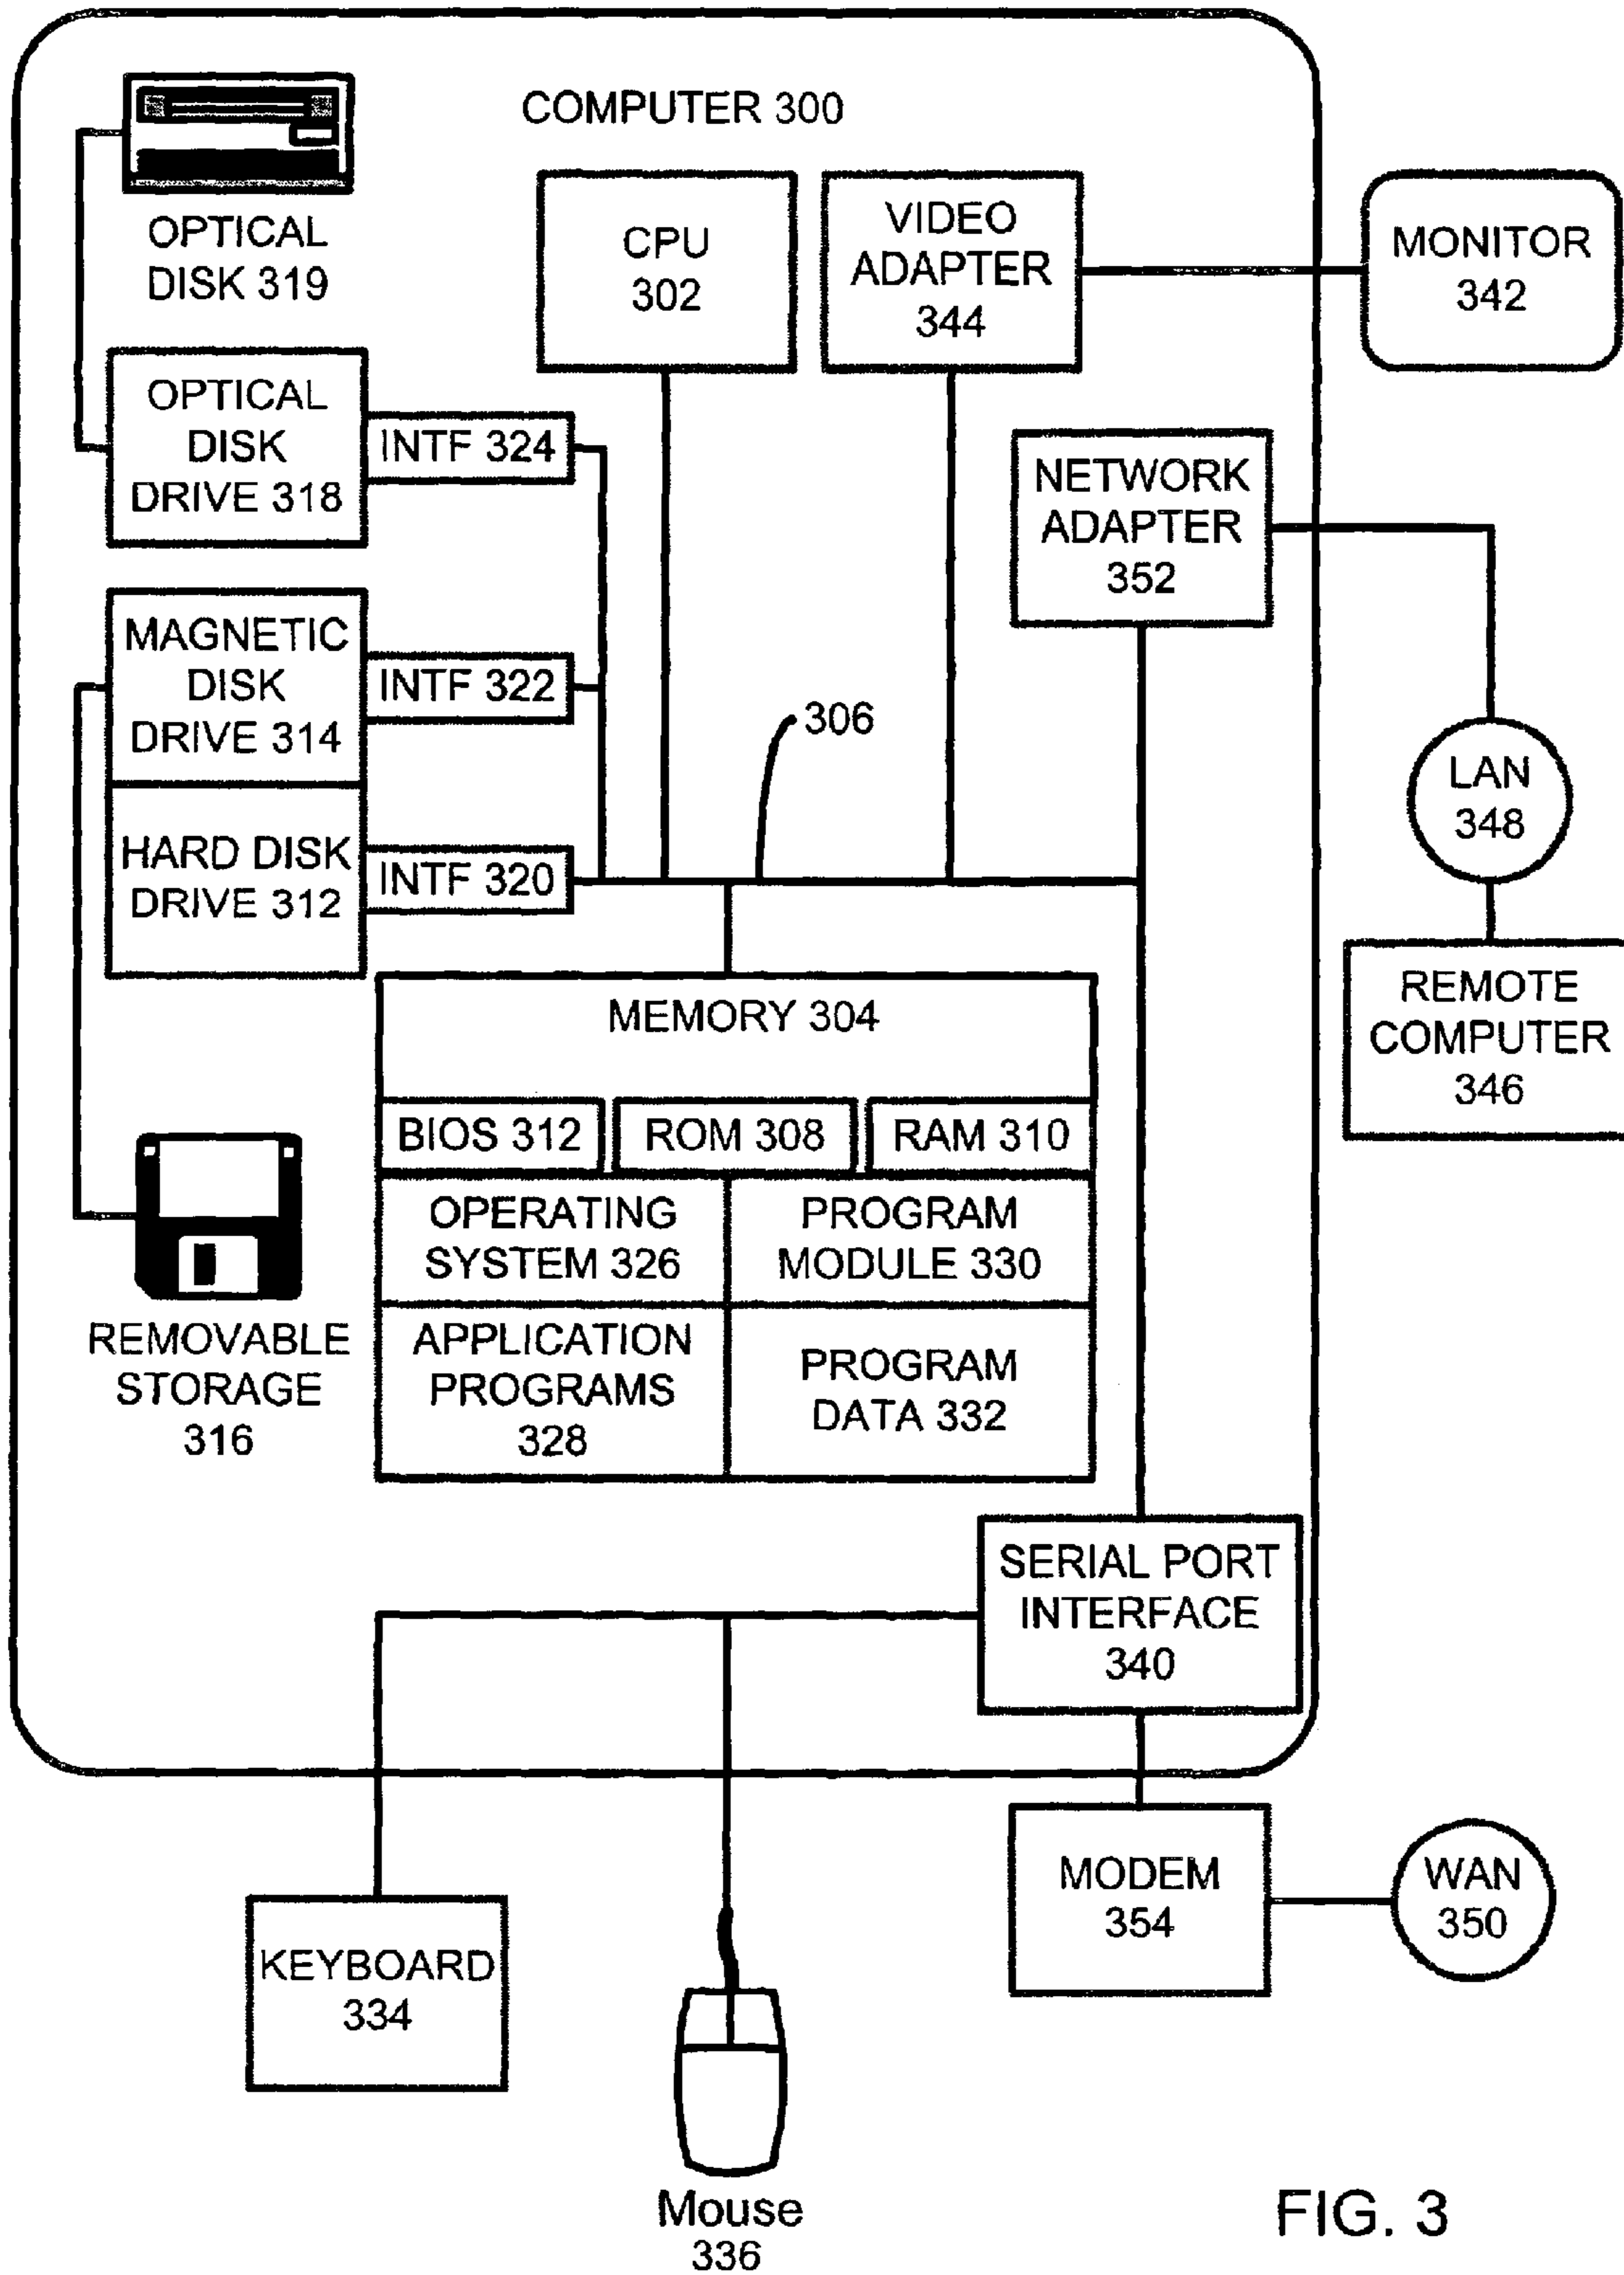 COMPUTER 300
OPTICAL
DISK 319
CPU
302
VIDEO
ADAPTER
344
MONITOR
342
OPTICAL
DISK
DRIVE 318
INTF 324
NETWORK
ADAPTER
352
MAGNETIC
DISK
DRIVE 314
INTF 322
306
LAN
348
HARD DISK
DRIVE 312
INTF 320
REMOTE
COMPUTER
346
MEMORY 304
BIOS 312
ROM 308
RAM 310
OPERATING
SYSTEM 326
PROGRAM
MODULE 330
REMOVABLE
STORAGE
316
APPLICATION
PROGRAMS
328
PROGRAM
DATA 332
SERIAL PORT
INTERFACE
340
MODEM
354
WAN
350
KEYBOARD
334
Mouse
336
FIG. 3